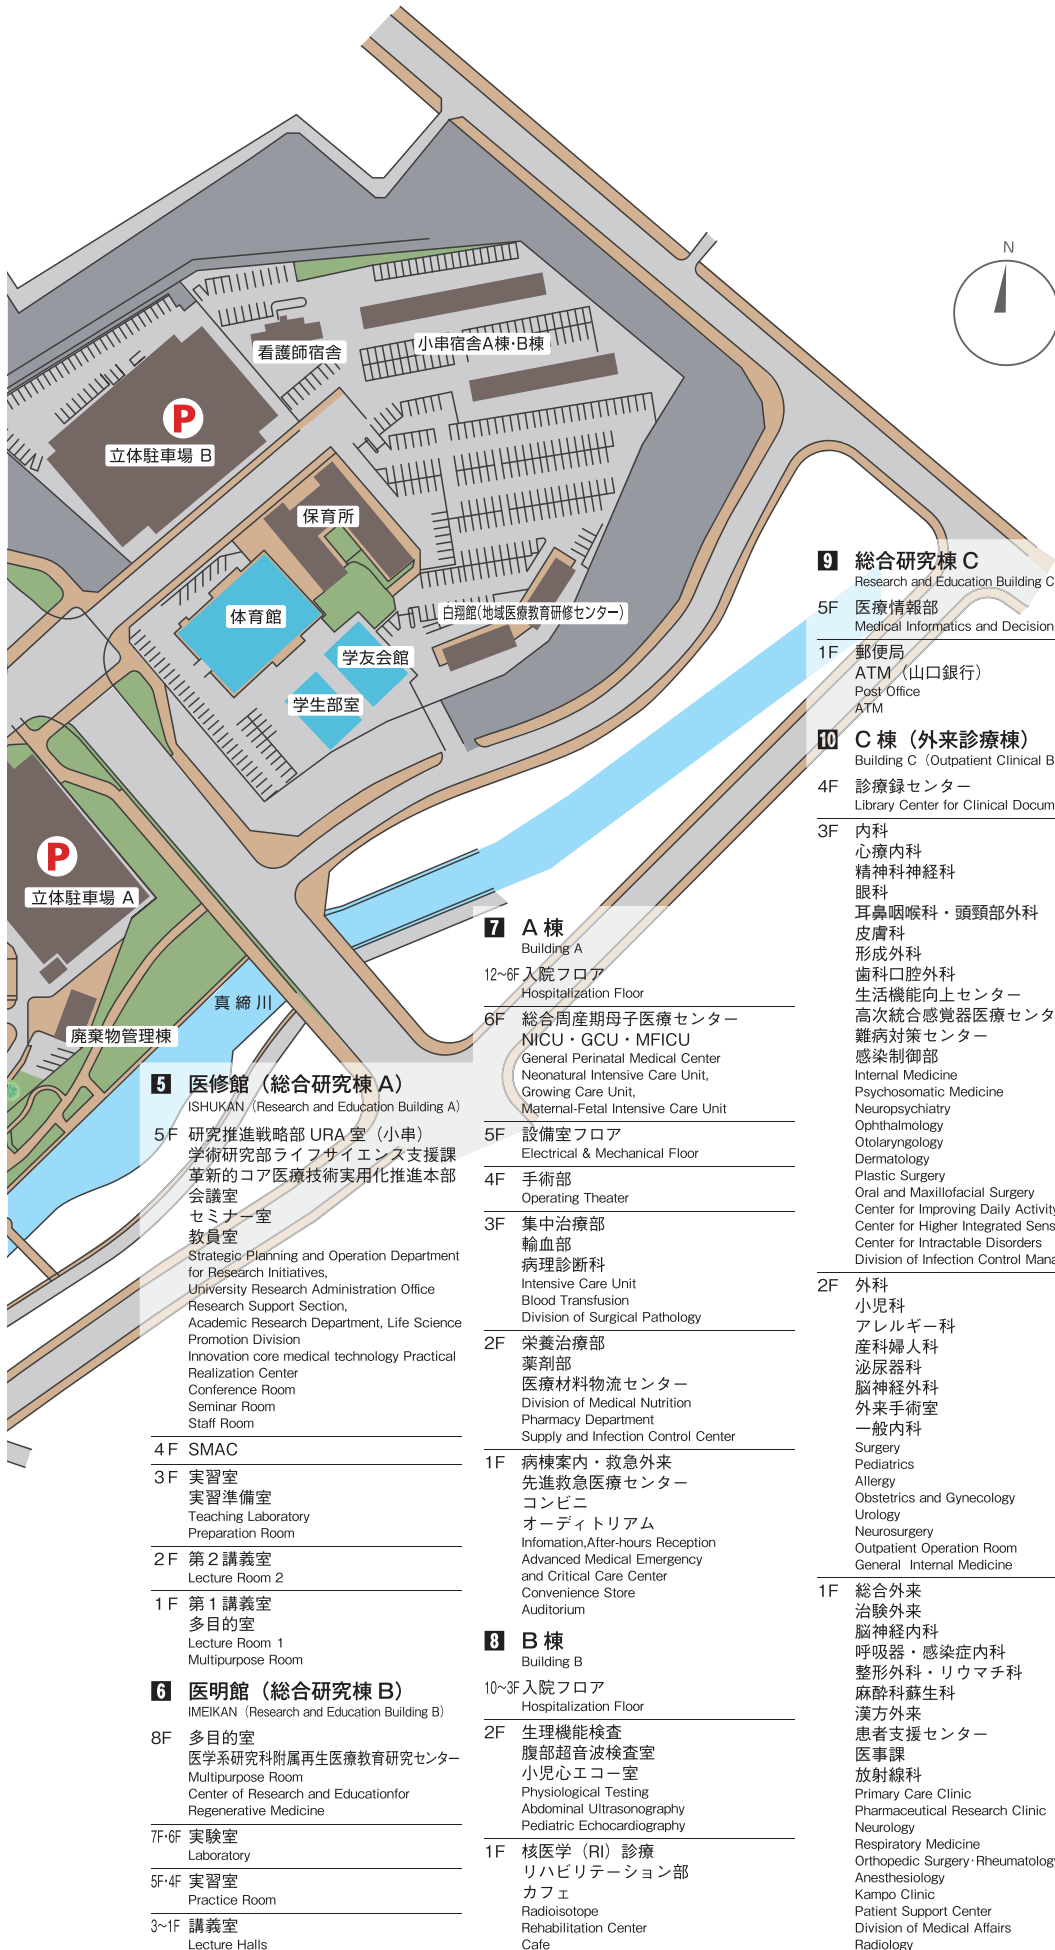 N
看護師宿舎
小串宿舎A棟・B棟
P
立体駐車場 B
保育所
体育館
白翔館(地域医療教育研修センター)
学友会館
学生部室
P
立体駐車場 A
真締川
廃棄物管理棟
5 医修館（総合研究棟 A）
ISHUKAN（Research and Education Building A）
5F 研究推進戦略部 URA 室（小串）
学術研究部ライフサイエンス支援課
革新的コア医療技術実用化推進本部
会議室
セミナー室
教員室
Strategic Planning and Operation Department
for Research Initiatives,
University Research Administration Office
Research Support Section,
Academic Research Department, Life Science
Promotion Division
Innovation core medical technology Practical
Realization Center
Conference Room
Seminar Room
Staff Room
4F SMAC
3F 実習室
実習準備室
Teaching Laboratory
Preparation Room
2F 第２講義室
Lecture Room 2
1F 第１講義室
多目的室
Lecture Room 1
Multipurpose Room
6 医明館（総合研究棟 B）
IMEIKAN（Research and Education Building B）
8F 多目的室
医学系研究科附属再生医療教育研究センター
Multipurpose Room
Center of Research and Educationfor
Regenerative Medicine
7F・6F 実験室
Laboratory
5F・4F 実習室
Practice Room
3~1F 講義室
Lecture Halls
7 A 棟
Building A
12~6F 入院フロア
Hospitalization Floor
6F 総合周産期母子医療センター
NICU・GCU・MFICU
General Perinatal Medical Center
Neonatural Intensive Care Unit,
Growing Care Unit,
Maternal-Fetal Intensive Care Unit
5F 設備室フロア
Electrical & Mechanical Floor
4F 手術部
Operating Theater
3F 集中治療部
輸血部
病理診断科
Intensive Care Unit
Blood Transfusion
Division of Surgical Pathology
2F 栄養治療部
薬剤部
医療材料物流センター
Division of Medical Nutrition
Pharmacy Department
Supply and Infection Control Center
1F 病棟案内・救急外来
先進救急医療センター
コンビニ
オーディトリアム
Infomation,After-hours Reception
Advanced Medical Emergency
and Critical Care Center
Convenience Store
Auditorium
8 B 棟
Building B
10~3F 入院フロア
Hospitalization Floor
2F 生理機能検査
腹部超音波検査室
小児心エコー室
Physiological Testing
Abdominal Ultrasonography
Pediatric Echocardiography
1F 核医学（RI）診療
リハビリテーション部
カフェ
Radioisotope
Rehabilitation Center
Cafe
9 総合研究棟 C
Research and Education Building C
5F 医療情報部
Medical Informatics and Decision
1F 郵便局
ATM（山口銀行）
Post Office
ATM
10 C 棟（外来診療棟）
Building C（Outpatient Clinical B
4F 診療録センター
Library Center for Clinical Docum
3F 内科
心療内科
精神科神経科
眼科
耳鼻咽喉科・頭頸部外科
皮膚科
形成外科
歯科口腔外科
生活機能向上センター
高次統合感覚器医療センタ
難病対策センター
感染制御部
Internal Medicine
Psychosomatic Medicine
Neuropsychiatry
Ophthalmology
Otolaryngology
Dermatology
Plastic Surgery
Oral and Maxillofacial Surgery
Center for Improving Daily Activity
Center for Higher Integrated Sens
Center for Intractable Disorders
Division of Infection Control Mana
2F 外科
小児科
アレルギー科
産科婦人科
泌尿器科
脳神経外科
外来手術室
一般内科
Surgery
Pediatrics
Allergy
Obstetrics and Gynecology
Urology
Neurosurgery
Outpatient Operation Room
General Internal Medicine
1F 総合外来
治験外来
脳神経内科
呼吸器・感染症内科
整形外科・リウマチ科
麻酔科蘇生科
漢方外来
患者支援センター
医事課
放射線科
Primary Care Clinic
Pharmaceutical Research Clinic
Neurology
Respiratory Medicine
Orthopedic Surgery・Rheumatology
Anesthesiology
Kampo Clinic
Patient Support Center
Division of Medical Affairs
Radiology